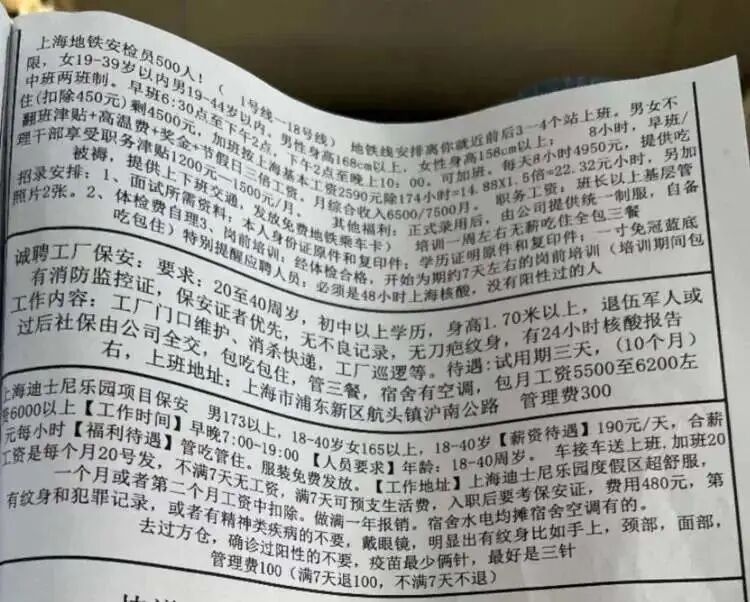 上海地铁安检员500人！（ 1号线—18号线） 地铁线安排离你就近前后3—4个站上班。男女不
限，女19-39岁以内男19-44岁以内。男性身高168cm以上，女性身高158cm以上； 8小时，早班/
中班两班制。早班6:30点至下午2点，下午2点至晚上10：00。可加班。每天8小时4950元，提供吃
住(扣除450元)剩4500元，加班按上海基本工资2590元除174小时=14.88X1.5倍=22.32元小时，另加
翻班津贴+高温费+奖金+节假日三倍工资。月综合收入6500/7500月。 职务工资：班长以上基层管
理干部享受职务津贴1200元—1500元/月。 其他福利：正式录用后，由公司提供统一制服，自备
被褥，提供上下班交通，发放免费地铁乘车卡） 培训一周左右无薪吃住全包三餐
招录安排：1、面试所需资料：本人身份证原件和复印件；学历证明原件和复印件；一寸免冠蓝底
照片2张。2、体检费自理3、岗前培训：经体检合格，开始为期约7天左右的岗前培训（培训期间包
吃包住）特别提醒应聘人员：必须是48小时上海核酸，没有阳性过的人
诚聘工厂保安：要求：20至40周岁，初中以上学历，身高1.70米以上，退伍军人或
有消防监控证，保安证者优先，无不良记录，无刀疤纹身，有24小时核酸报告
工作内容：工厂门口维护、消杀快递，工厂巡逻等。待遇:试用期三天，(10个月)
过后社保由公司全交，包吃包住，管三餐，宿舍有空调，包月工资5500至6200左
右，上班地址：上海市浦东新区航头镇沪南公路 管理费300
上海迪士尼乐园项目保安 男173以上，18-40岁女165以上，18-40岁【薪资待遇】190元/天，合薪
资6000以上【工作时间】早晚7:00-19:00【人员要求】年龄：18-40周岁。 车接车送上班.加班20
元每小时【福利待遇】管吃管住。服装免费发放。【工作地址】上海迪士尼乐园度假区超舒服，
工资是每个月20号发，不满7天无工资，满7天可预支生活费，入职后要考保安证，费用480元，第
一个月或者第二个月工资中扣除。做满一年报销。宿舍水电均摊宿舍空调有的。
有纹身和犯罪记录，或者有精神类疾病的不要，戴眼镜，明显出有纹身比如手上，颈部，面部，
去过方仓，确诊过阳性的不要，疫苗最少俩针，最好是三针
管理费100（满7天退100，不满7天不退）